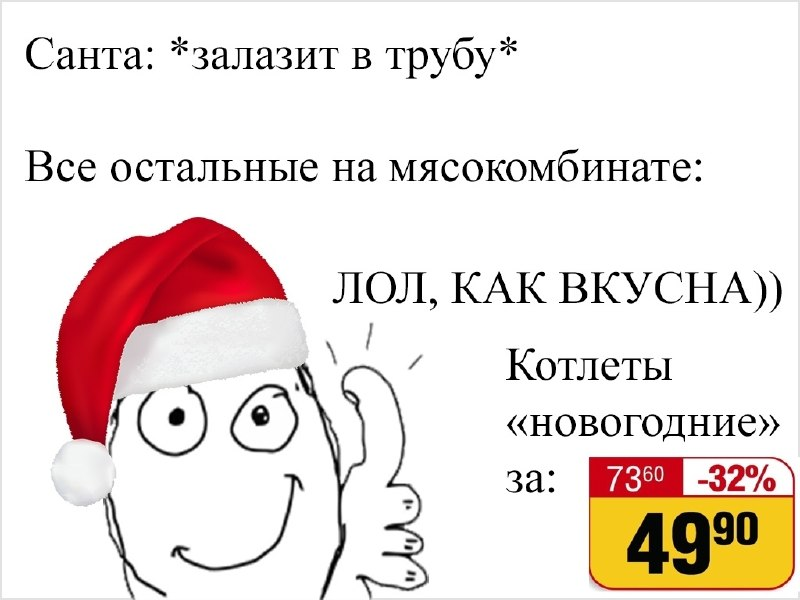 Санта: *залазит в трубу*
Все остальные на мясокомбинате:
ЛОЛ, КАК ВКУСНА))
Котлеты
«новогодние»
за:
73⁶⁰ -32%
49⁹⁰